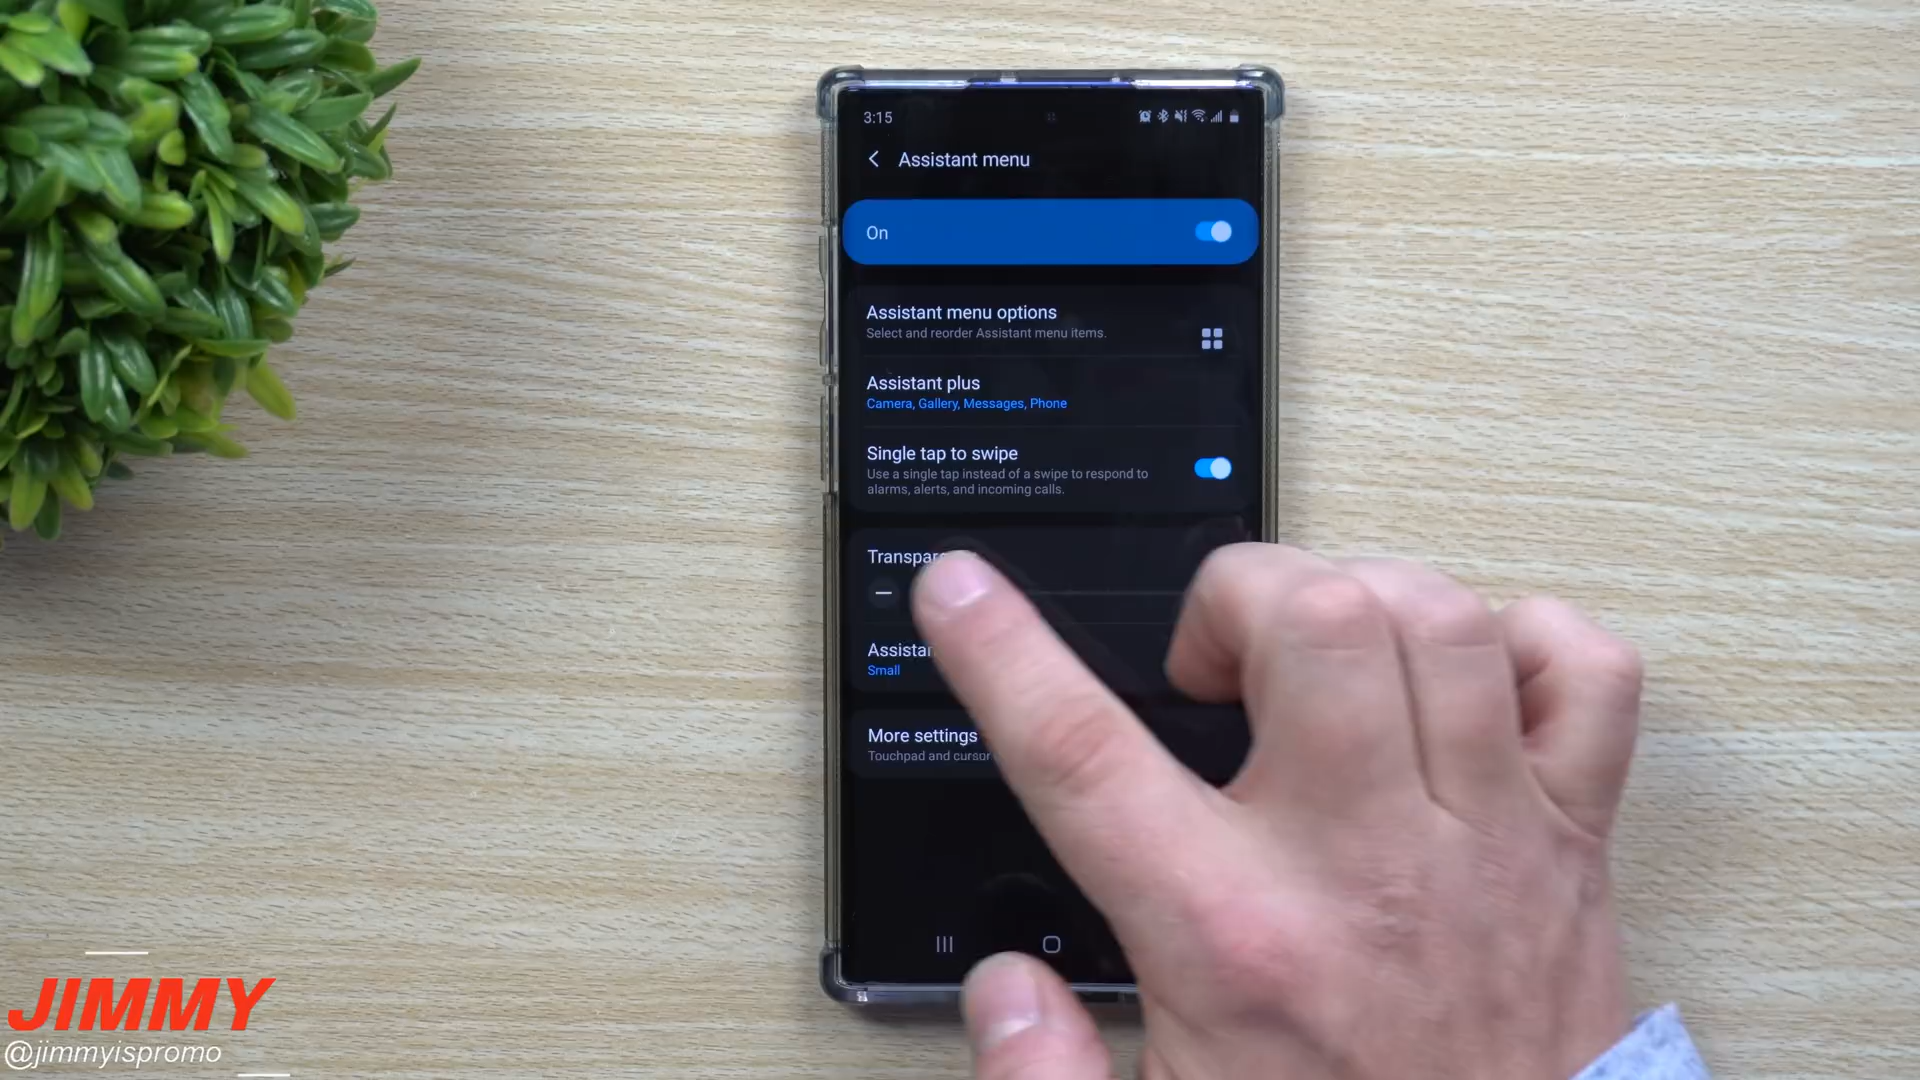 3:15
Assistant menu
On
Assistant menu options
Select and reorder Assistant menu items.
Assistant plus
Camera, Gallery, Messages, Phone
Single tap to swipe
Use a single tap instead of a swipe to respond to
alarms, alerts, and incoming calls.
Small
More settings
Touchpad and cursor
JIMMY
@jimmyispromo